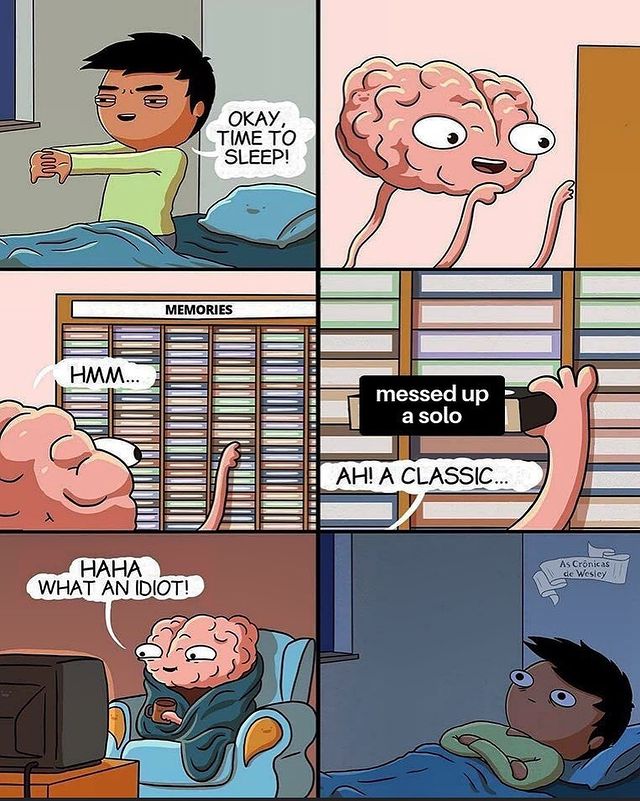 OKAY,
TIME TO
SLEEP!
MEMORIES
HMM...
messed up
a solo
AH! A CLASSIC...
HAHA
WHAT AN IDIOT!
As Crônicas
de Wesley